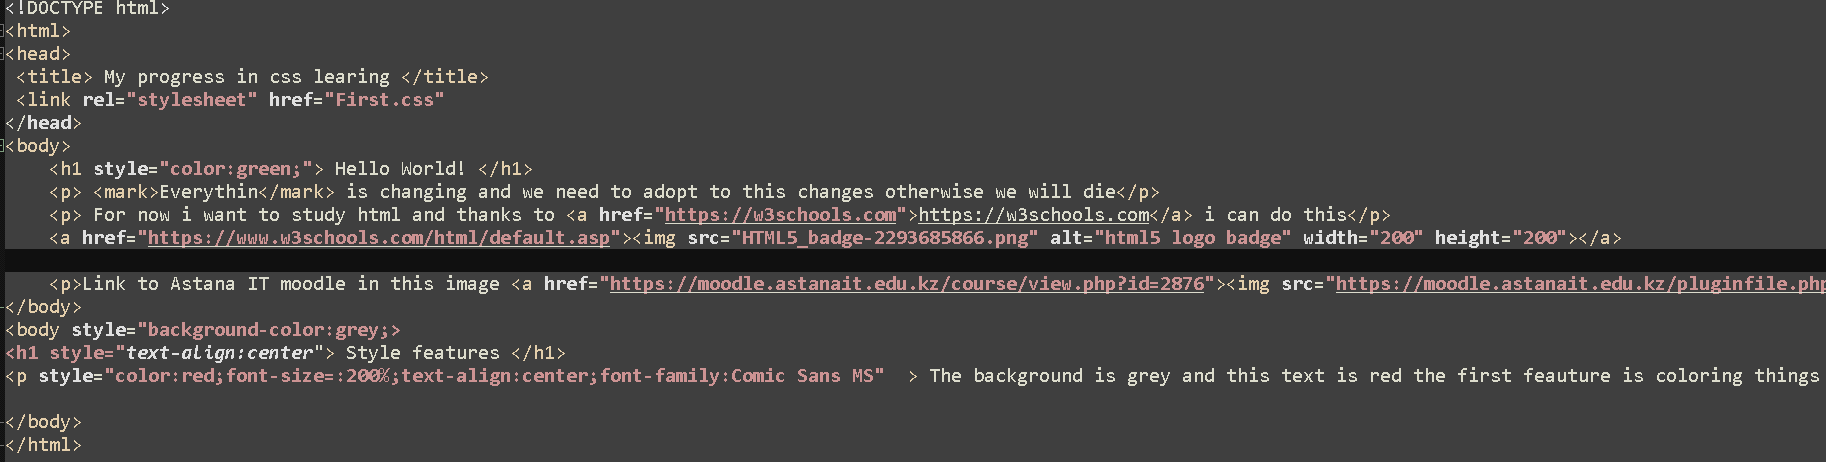 <!DOCTYPE html>
<html>
<head>
<title> My progress in css learing </title>
<link rel="stylesheet" href="First.css"
</head>
<body>
<h1 style="color:green;"> Hello World! </h1>
<p> <mark>Everythin</mark> is changing and we need to adopt to this changes otherwise we will die</p>
<p> For now i want to study html and thanks to <a href="https://w3schools.com">https://w3schools.com</a> i can do this</p>
<a href="https://www.w3schools.com/html/default.asp"><img src="HTML5_badge-2293685866.png" alt="html5 logo badge" width="200" height="200"></a>
<p>Link to Astana IT moodle in this image <a href="https://moodle.astanait.edu.kz/course/view.php?id=2876"><img src="https://moodle.astanait.edu.kz/pluginfile.php
</body>
<body style="background-color:grey;>
<h1 style="text-align:center"> Style features </h1>
<p style="color:red;font-size=:200%;text-align:center;font-family:Comic Sans MS"  > The background is grey and this text is red the first feauture is coloring things
</body>
</html>